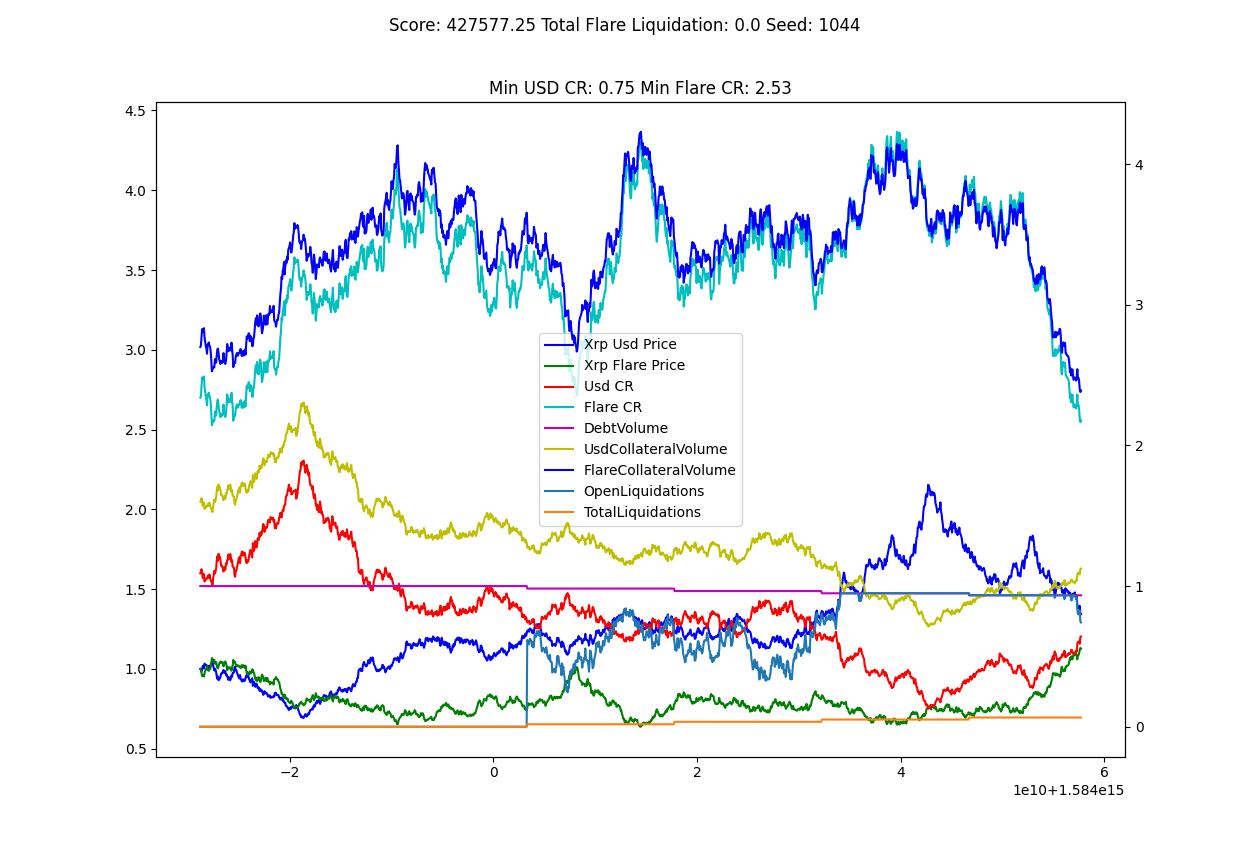 Score: 427577.25 Total Flare Liquidation: 0.0 Seed: 1044
Min USD CR: 0.75 Min Flare CR: 2.53
4.5
4.0
3.5
3.0
2.5
2.0
1.5
1.0
0.5
4
3
2
1
0
Xrp Usd Price
Xrp Flare Price
Usd CR
Flare CR
DebtVolume
UsdCollateralVolume
FlareCollateralVolume
OpenLiquidations
TotalLiquidations
−2 0 2 4 6
1e10+1.584e15